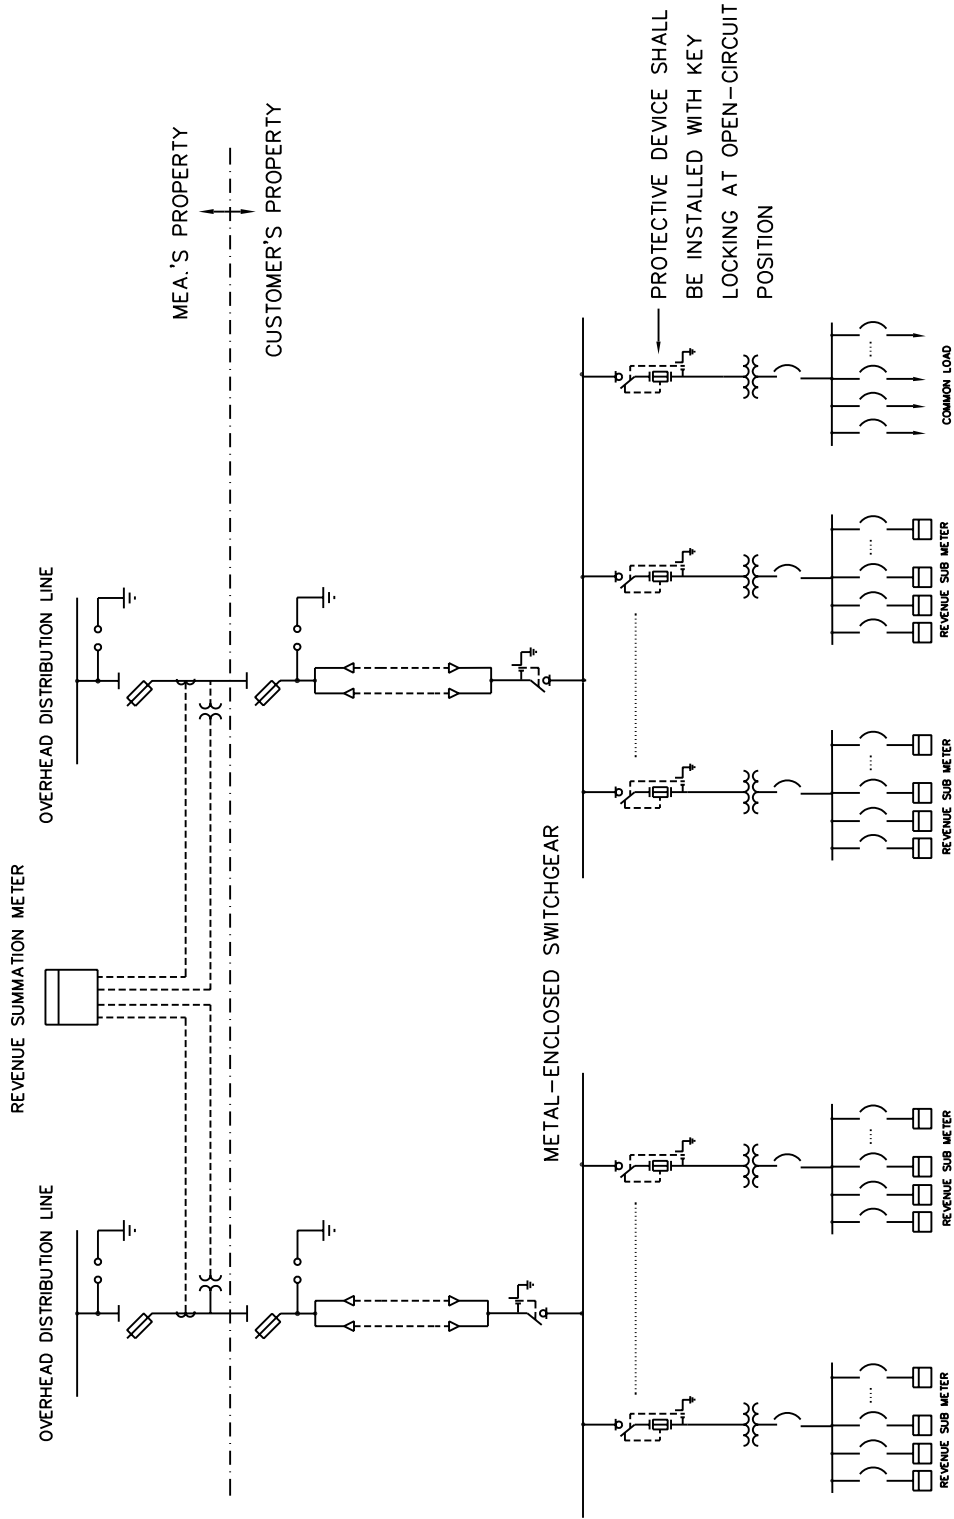 REVENUE SUMMATION METER
OVERHEAD DISTRIBUTION LINE
OVERHEAD DISTRIBUTION LINE
MEA.'S PROPERTY
CUSTOMER'S PROPERTY
METAL-ENCLOSED SWITCHGEAR
PROTECTIVE DEVICE SHALL
BE INSTALLED WITH KEY
LOCKING AT OPEN-CIRCUIT
POSITION
REVENUE SUB METER
REVENUE SUB METER
REVENUE SUB METER
REVENUE SUB METER
COMMON LOAD